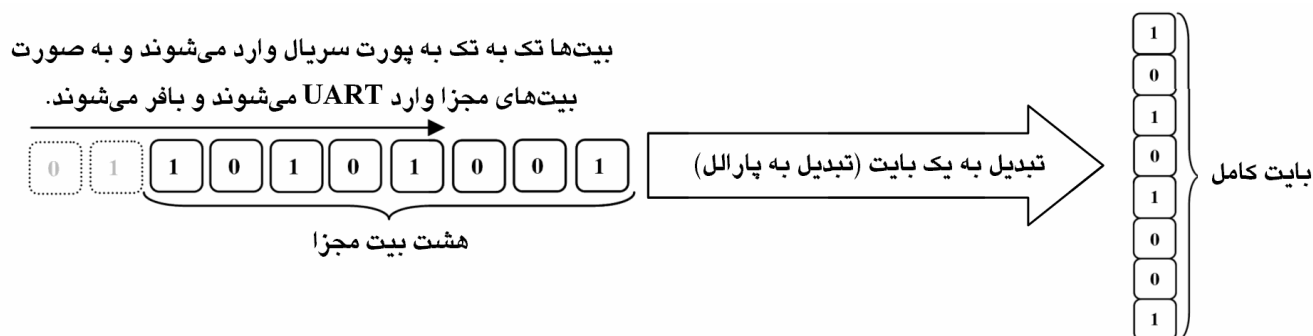 بیت‌ها تک به تک به پورت سریال وارد می‌شوند و به صورت
بیت‌های مجزا وارد UART می‌شوند و بافر می‌شوند.
0 1 1 0 1 0 1 0 0 1
هشت بیت مجزا
تبدیل به یک بایت (تبدیل به پارالل)
1
0
1
0
1
0
0
1
بایت کامل